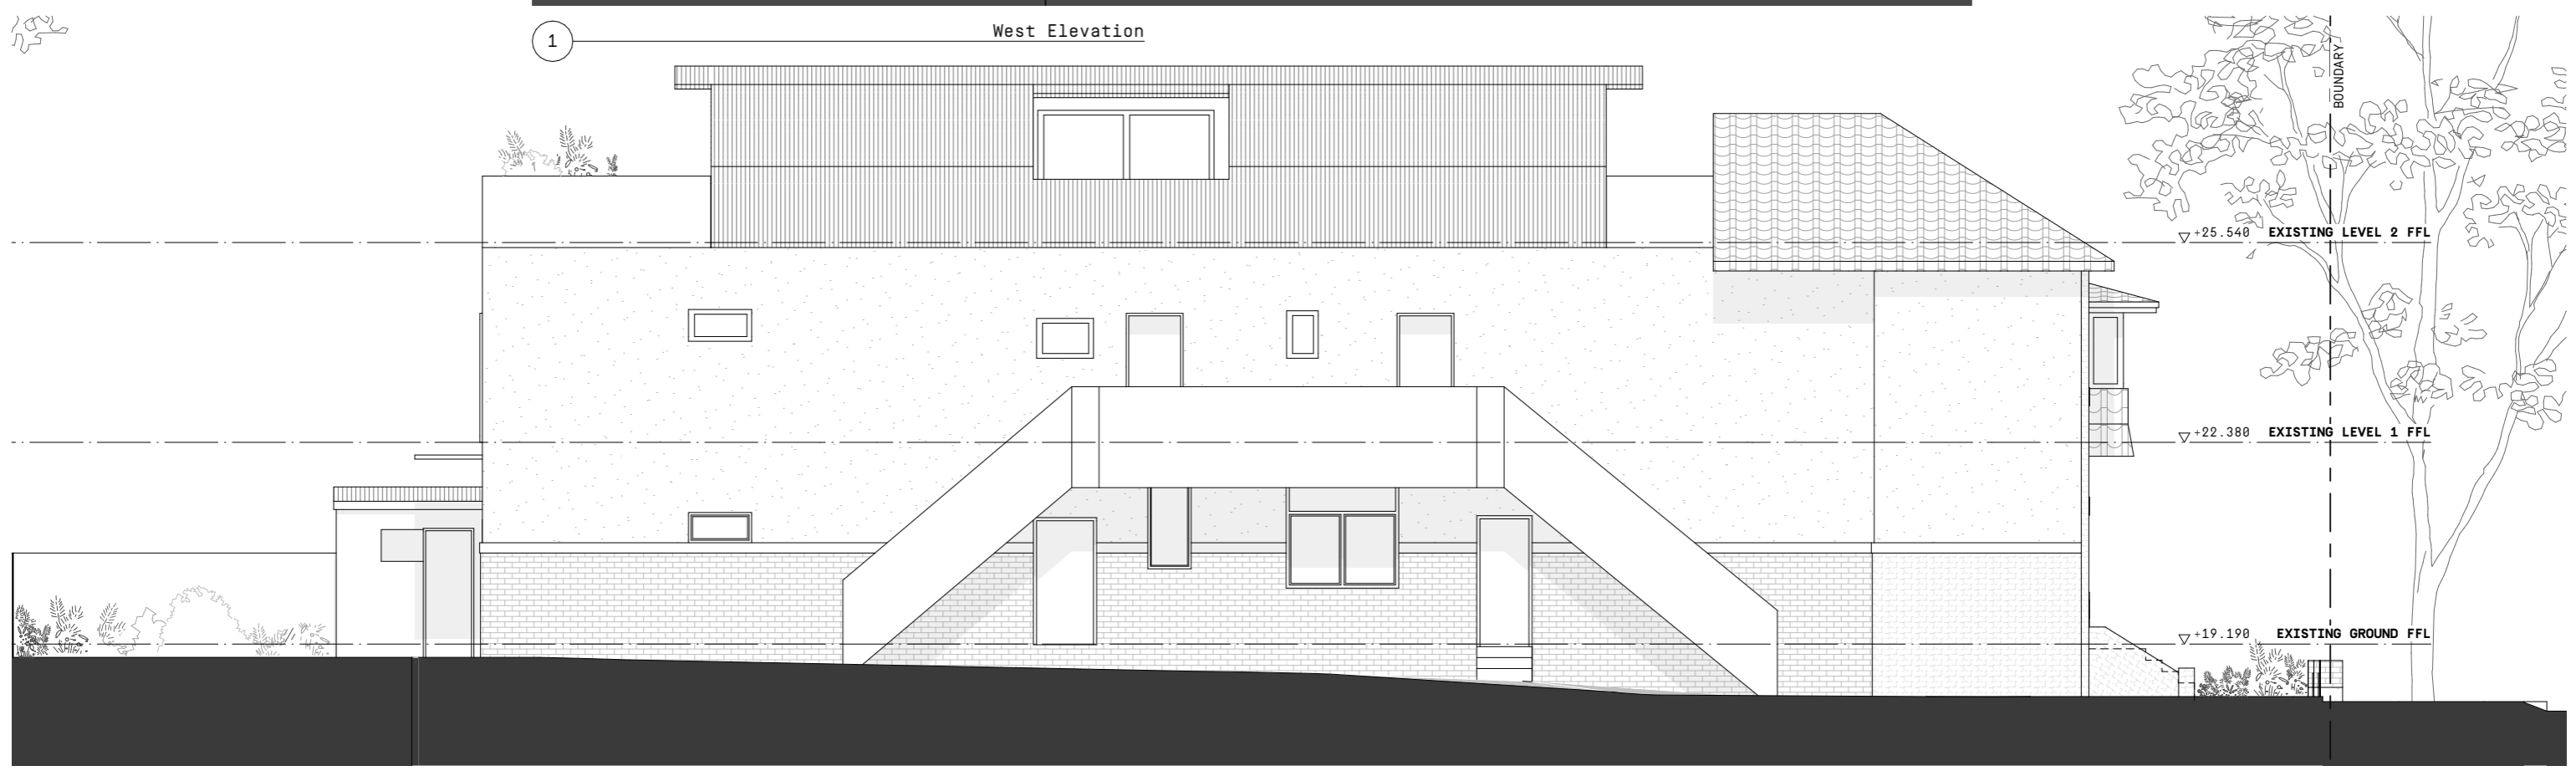 1
West Elevation
BOUNDARY
+25.540 EXISTING LEVEL 2 FFL
+22.380 EXISTING LEVEL 1 FFL
+19.190 EXISTING GROUND FFL